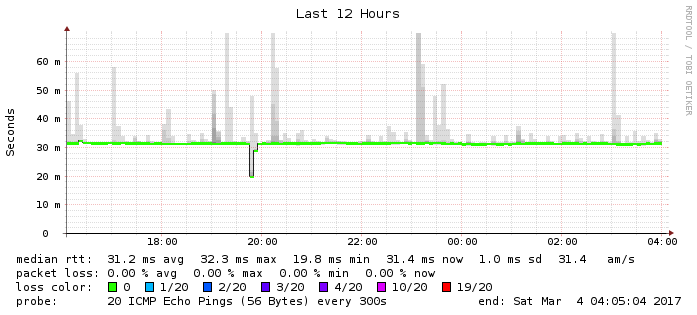 Last 12 Hours
RRDTOOL / TOBI OETIKER
Seconds
60 m
50 m
40 m
30 m
20 m
10 m
0
18:00 20:00 22:00 00:00 02:00 04:00
median rtt: 31.2 ms avg 32.3 ms max 19.8 ms min 31.4 ms now 1.0 ms sd 31.4 am/s
packet loss: 0.00 % avg 0.00 % max 0.00 % min 0.00 % now
loss color: 0 1/20 2/20 3/20 4/20 10/20 19/20
probe: 20 ICMP Echo Pings (56 Bytes) every 300s end: Sat Mar 4 04:05:04 2017